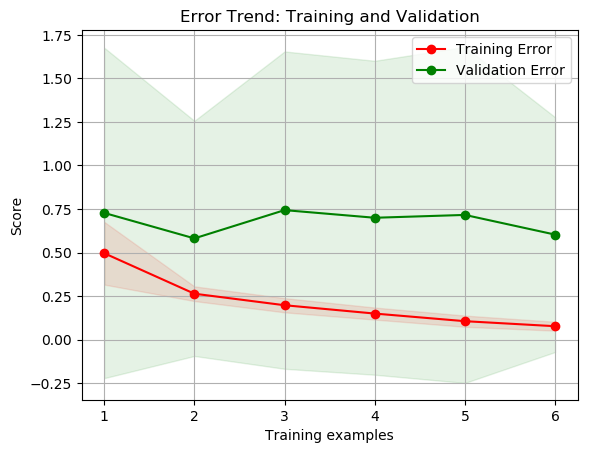 Error Trend: Training and Validation
Training Error
Validation Error
Score
1.75
1.50
1.25
1.00
0.75
0.50
0.25
0.00
−0.25
1 2 3 4 5 6
Training examples